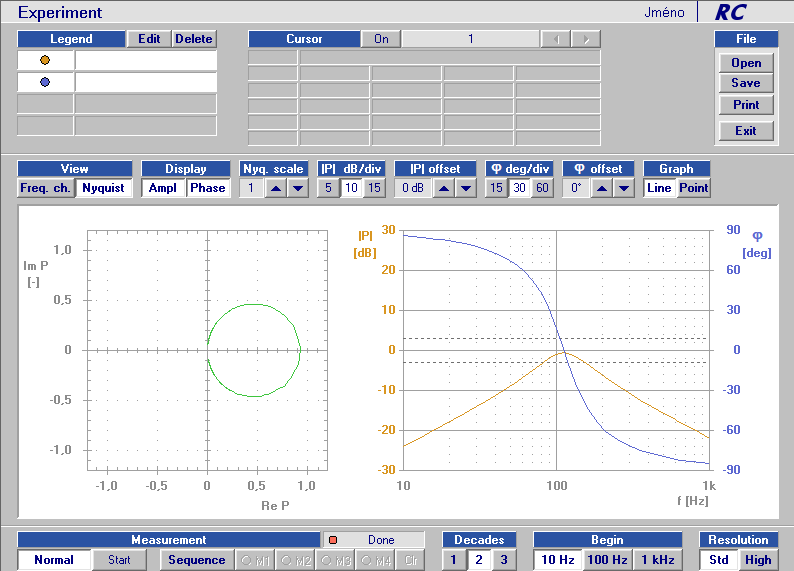 Experiment Jméno RC
Legend Edit Delete Cursor On 1 File
Open
Save
Print
Exit
View Display Nyq. scale |P| dB/div |P| offset φ deg/div φ offset Graph
Freq. ch. Nyquist Ampl Phase 1 5 10 15 0 dB 15 30 60 0° Line Point
Im P
[-]
1,0
0,5
0
-0,5
-1,0
-1,0 -0,5 0 0,5 1,0
Re P
|P|
[dB]
30
20
10
0
-10
-20
-30
10 100 1k
f [Hz]
90
60
30
0
-30
-60
-90
φ
[deg]
Measurement Done Decades Begin Resolution
Normal Start Sequence M1 M2 M3 M4 Clr 1 2 3 10 Hz 100 Hz 1 kHz Std High